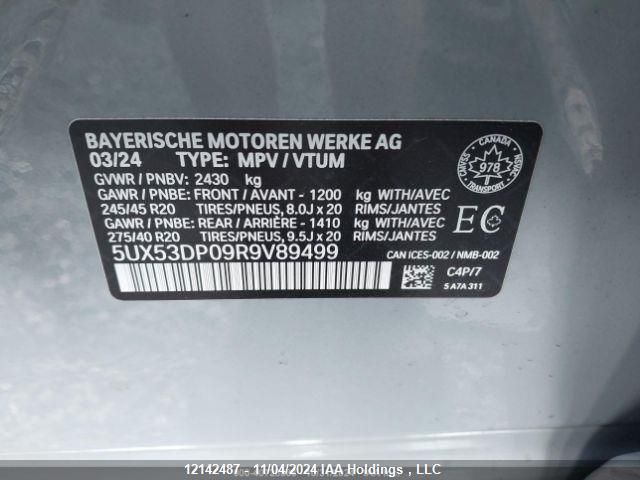 BAYERISCHE MOTOREN WERKE AG
03/24 TYPE: MPV / VTUM
GVWR / PNBV: 2430 kg
GAWR / PNBE: FRONT / AVANT - 1200 kg WITH/AVEC
245/45 R20 TIRES/PNEUS, 8.0J x 20 RIMS/JANTES
GAWR / PNBE: REAR / ARRIÈRE - 1410 kg WITH/AVEC
275/40 R20 TIRES/PNEUS, 9.5J x 20 RIMS/JANTES
5UX53DP09R9V89499
CANADA
978
TRANSPORT
EC
CAN ICES-002 / NMB-002
C4P/7
5 A7A 311
12142487 - 11/04/2024 IAA Holdings , LLC